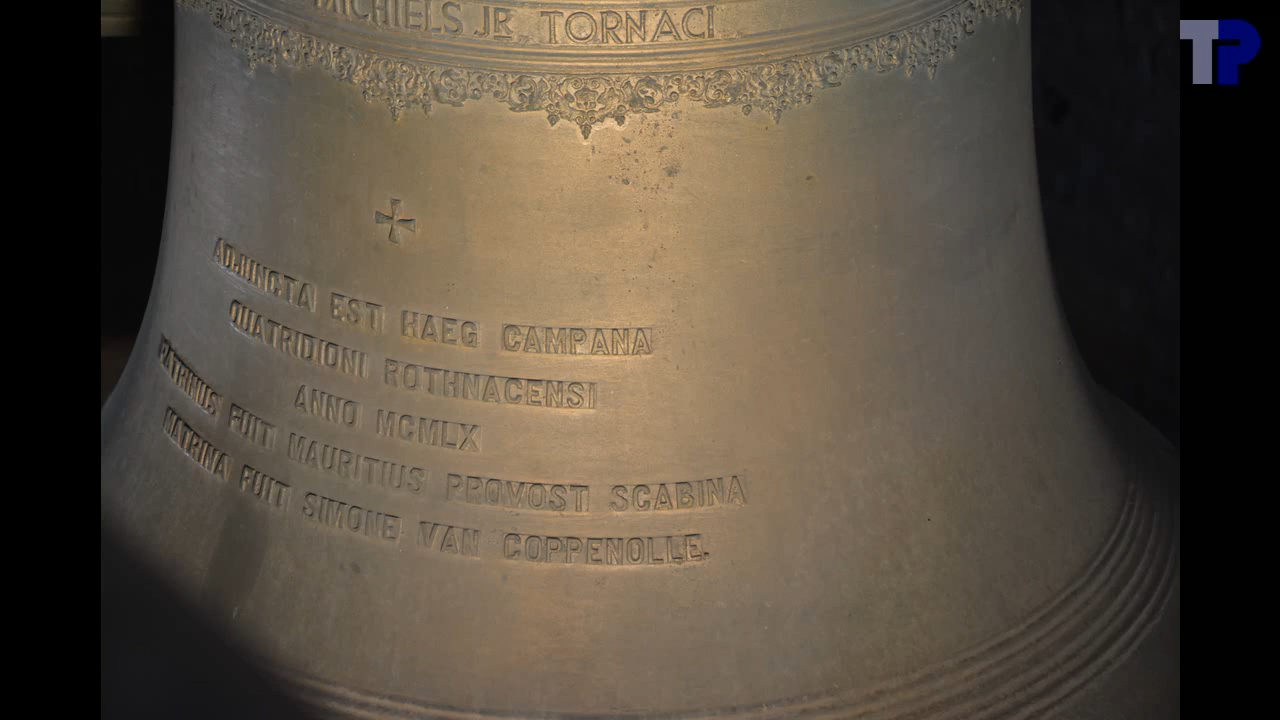 MICHIELS JR TORNACI
ADJUNCTA EST HAEG CAMPANA
QUATRIDIONI ROTHNACENSI
ANNO MCMLX
PATRINUS FUIT MAURITIUS PROVOST SCABINA
MATRINA FUIT SIMONE VAN COPPENOLLE.
TP